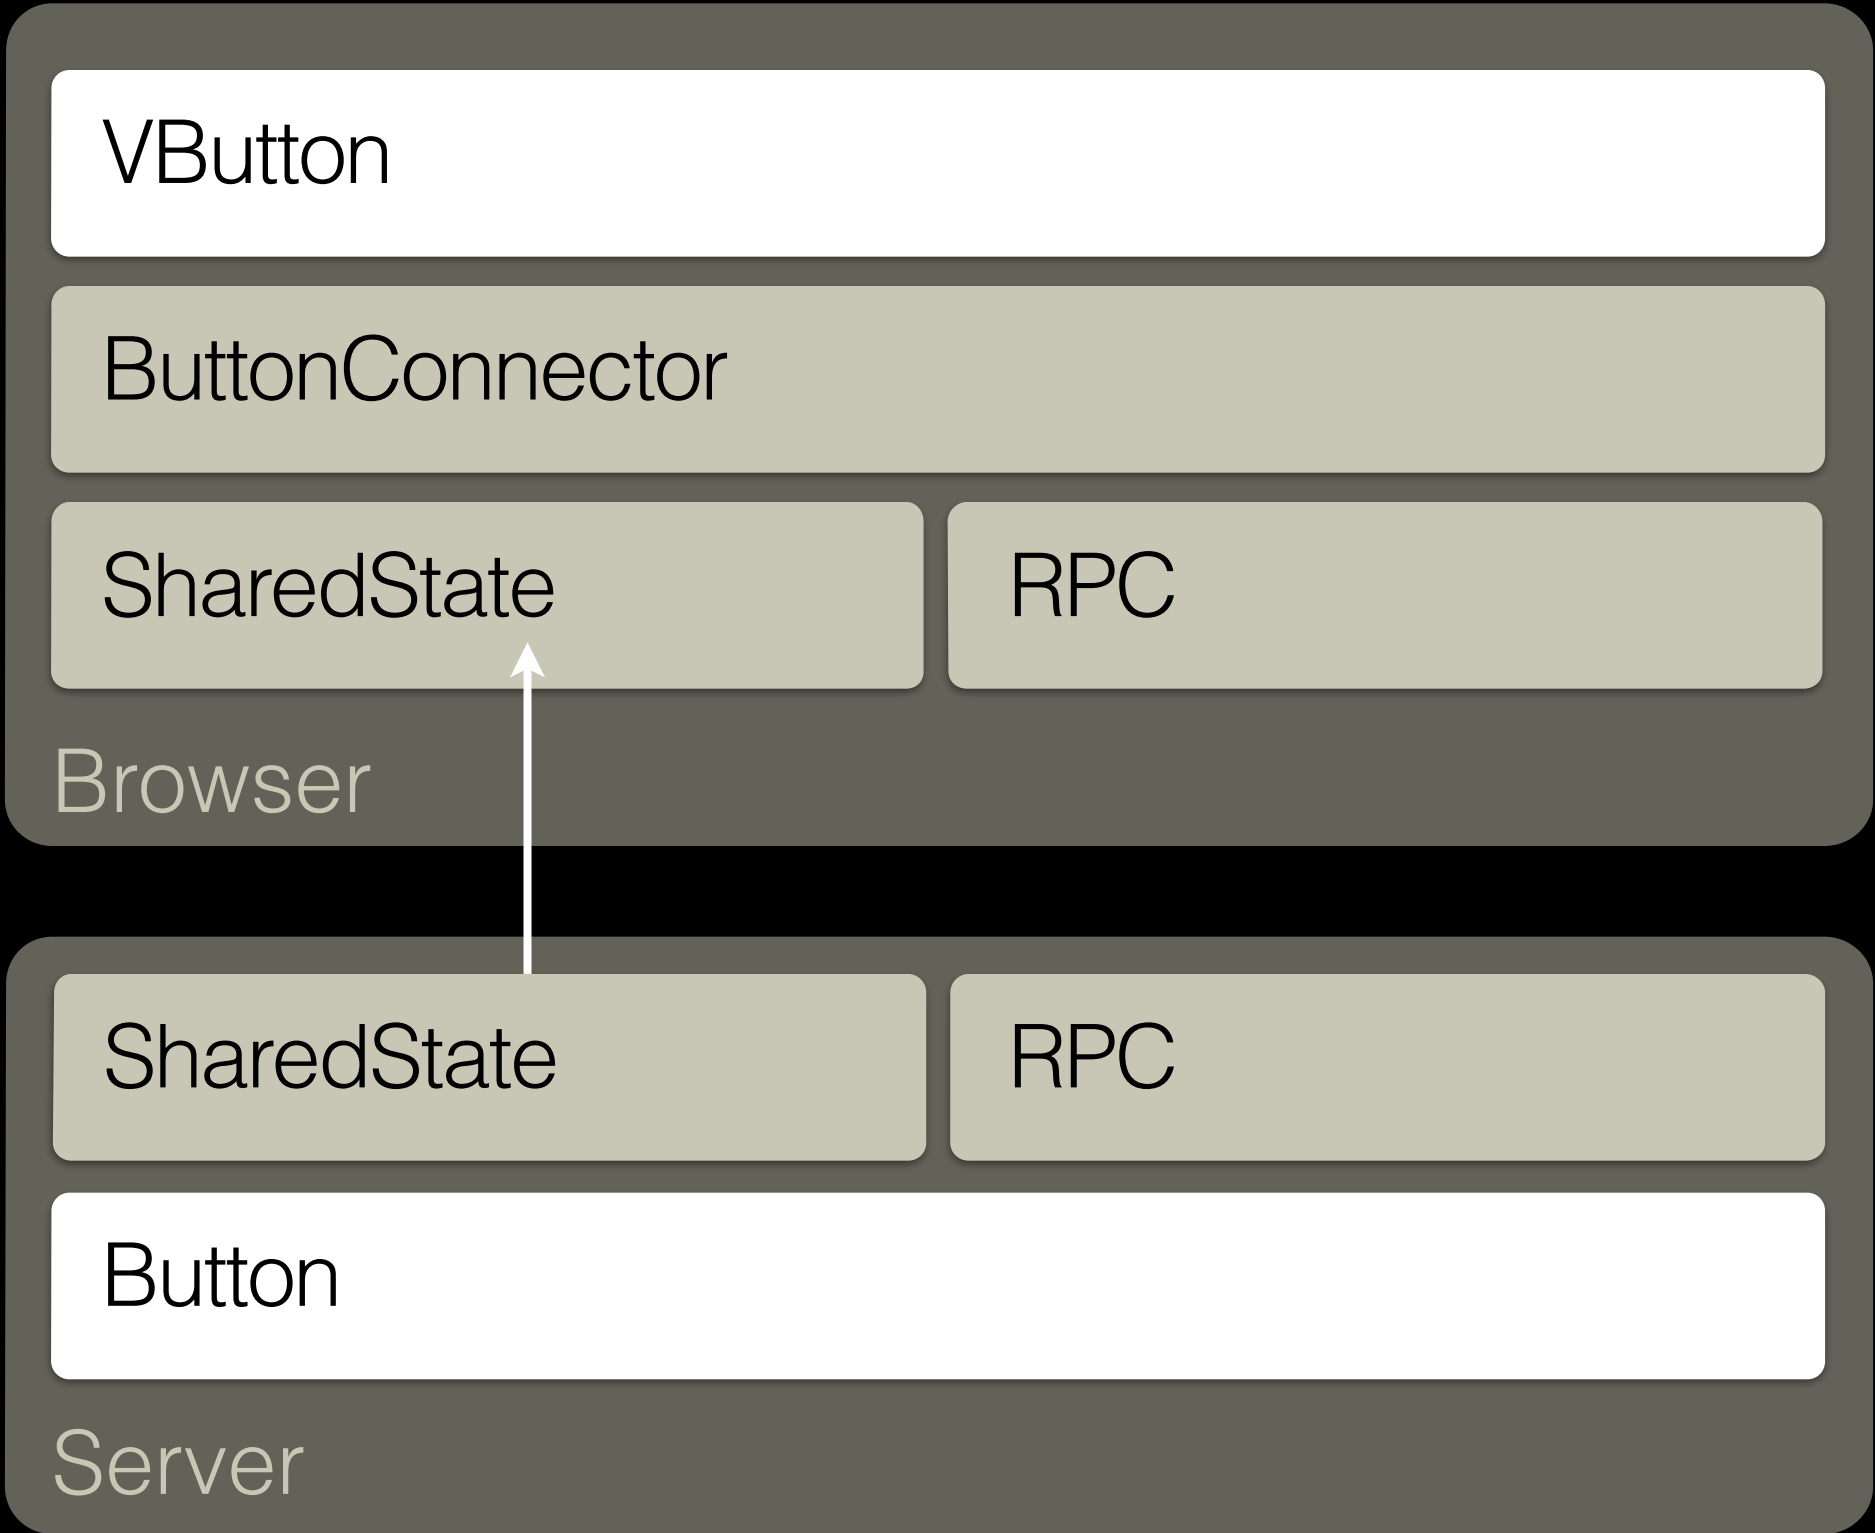 VButton
ButtonConnector
SharedState
RPC
Browser
SharedState
RPC
Button
Server